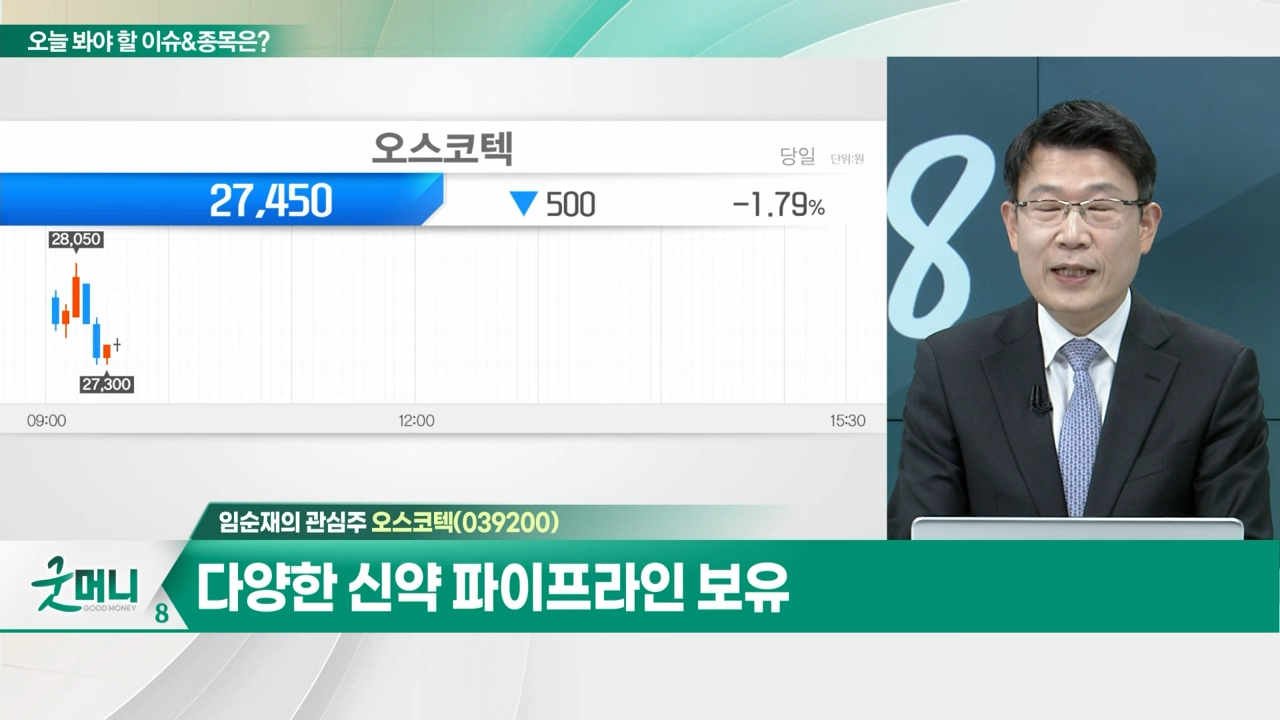 오늘 봐야 할 이슈&종목은?
오스코텍
당일 단위:원
27,450 ▼ 500 -1.79%
28,050
27,300
09:00 12:00 15:30
8
임순재의 관심주 오스코텍(039200)
다양한 신약 파이프라인 보유
굿머니
GOOD MONEY
8